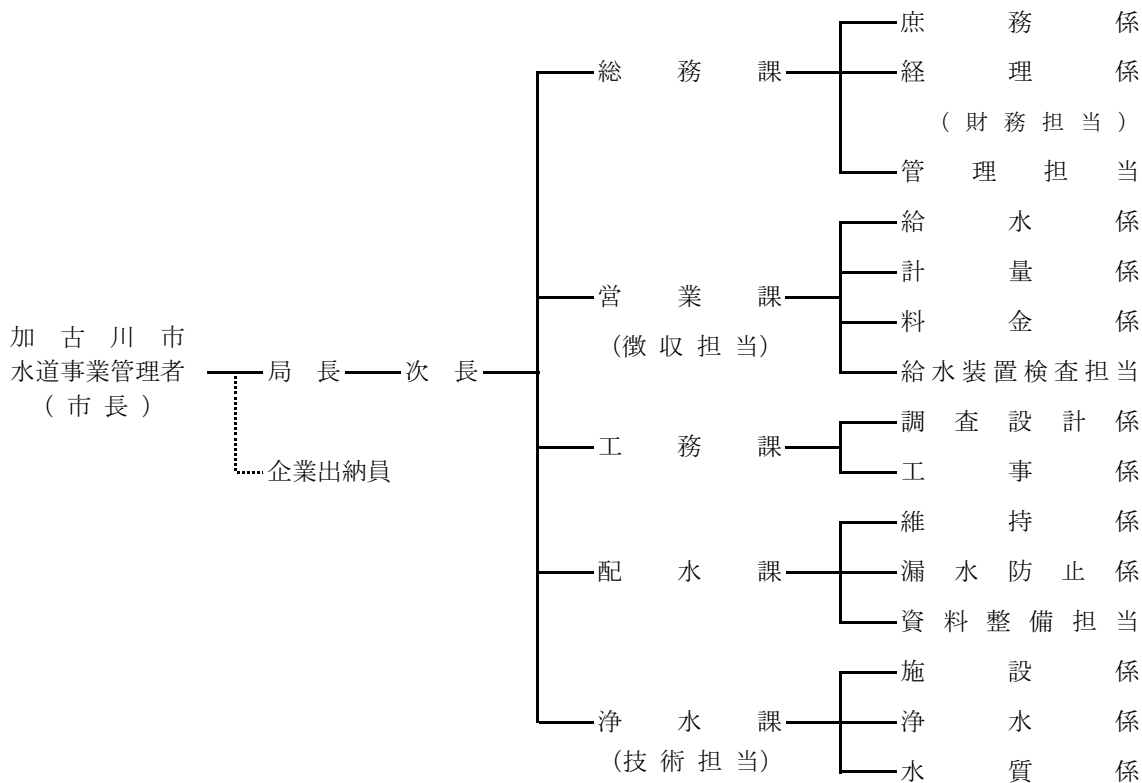 加古川市
水道事業管理者
(市長)
局長
次長
企業出納員
総務課
庶務係
経理係
(財務担当)
管理担当
営業課
(徴収担当)
給水係
計量係
料金係
給水装置検査担当
工務課
調査設計係
工事係
配水課
維持係
漏水防止係
資料整備担当
浄水課
(技術担当)
施設係
浄水係
水質係